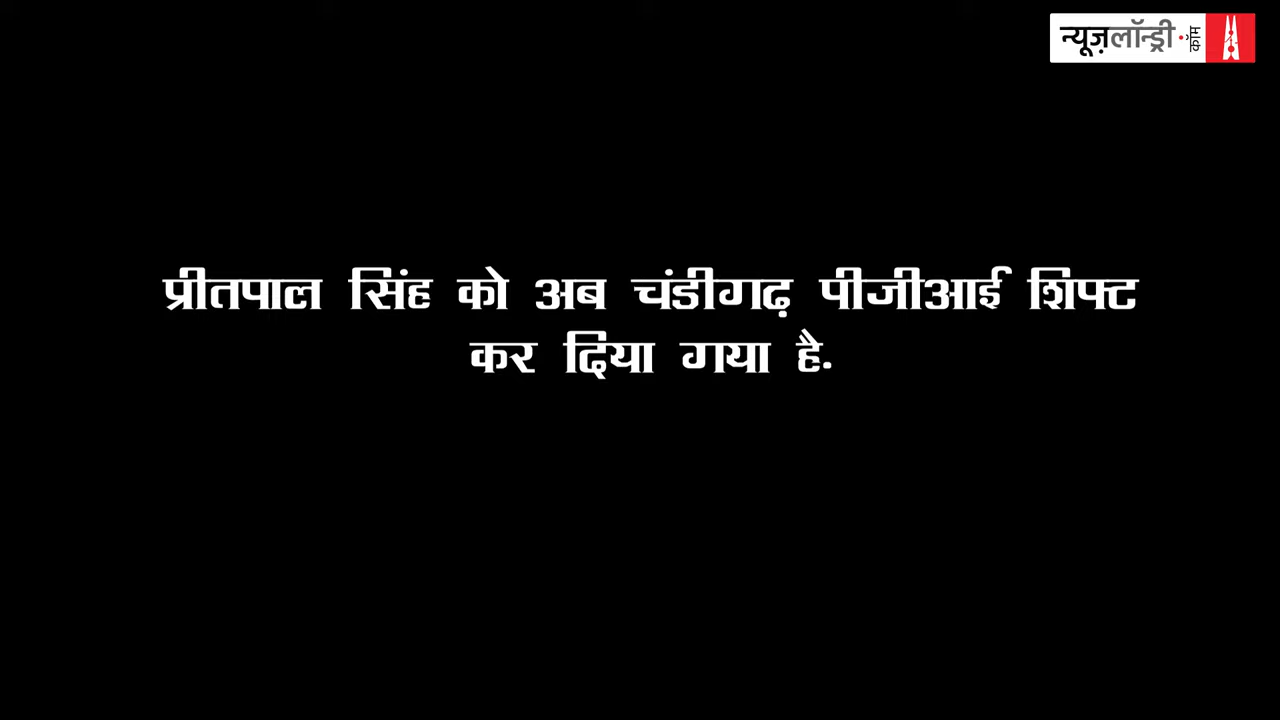 न्यूज़लॉन्ड्री.कॉम
प्रीतपाल सिंह को अब चंडीगढ़ पीजीआई शिफ्ट
कर दिया गया है.